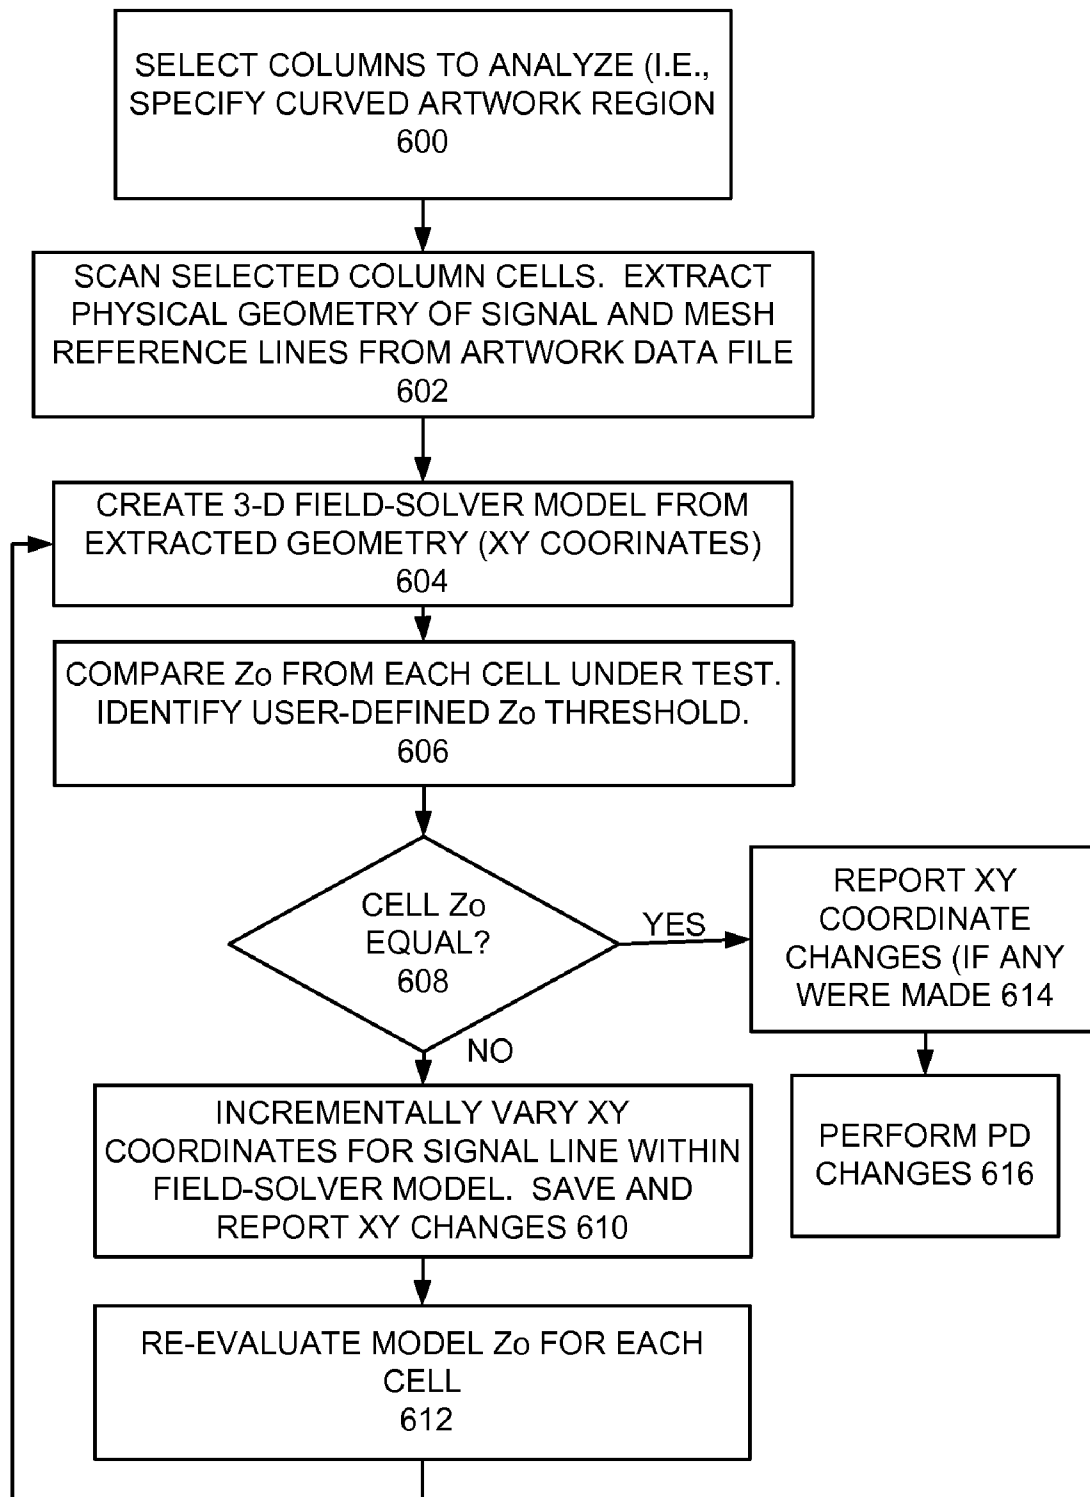 SELECT COLUMNS TO ANALYZE (I.E.,
SPECIFY CURVED ARTWORK REGION
600
SCAN SELECTED COLUMN CELLS. EXTRACT
PHYSICAL GEOMETRY OF SIGNAL AND MESH
REFERENCE LINES FROM ARTWORK DATA FILE
602
CREATE 3-D FIELD-SOLVER MODEL FROM
EXTRACTED GEOMETRY (XY COORINATES)
604
COMPARE Zo FROM EACH CELL UNDER TEST.
IDENTIFY USER-DEFINED Zo THRESHOLD.
606
CELL Zo
EQUAL?
608
YES
REPORT XY
COORDINATE
CHANGES (IF ANY
WERE MADE 614
NO
INCREMENTALLY VARY XY
COORDINATES FOR SIGNAL LINE WITHIN
FIELD-SOLVER MODEL. SAVE AND
REPORT XY CHANGES 610
PERFORM PD
CHANGES 616
RE-EVALUATE MODEL Zo FOR EACH
CELL
612